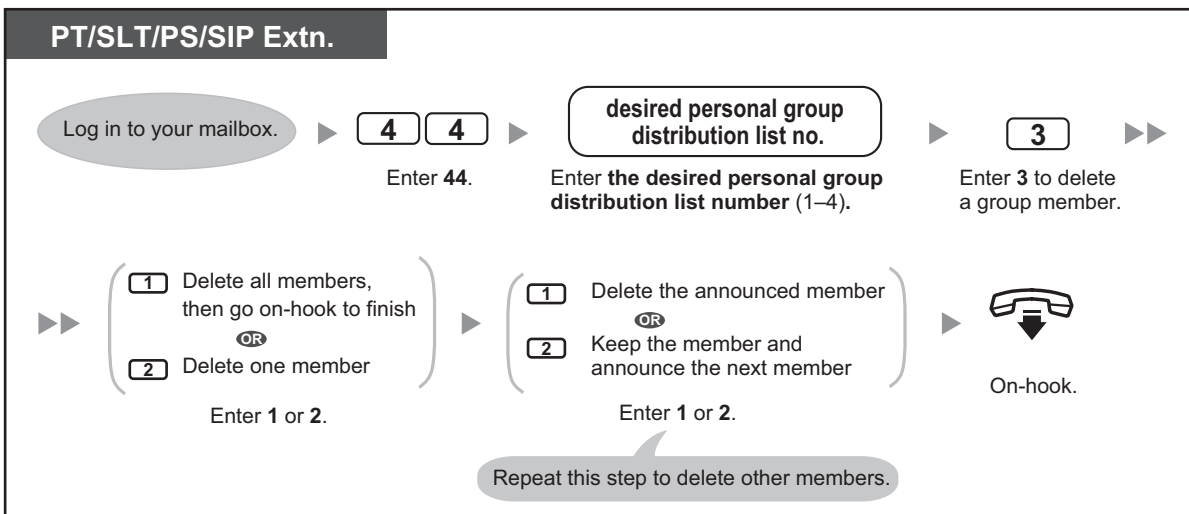 PT/SLT/PS/SIP Extn.
Log in to your mailbox.
4 4
Enter 44.
desired personal group
distribution list no.
Enter the desired personal group
distribution list number (1–4).
3
Enter 3 to delete
a group member.
1 Delete all members,
then go on-hook to finish
OR
2 Delete one member
Enter 1 or 2.
1 Delete the announced member
OR
2 Keep the member and
announce the next member
Enter 1 or 2.
Repeat this step to delete other members.
On-hook.